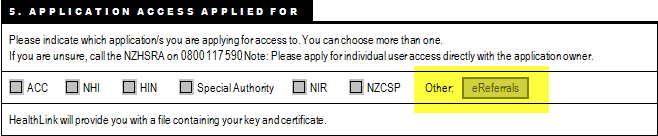 5. APPLICATION ACCESS APPLIED FOR
Please indicate which application/s you are applying for access to. You can choose more than one.
If you are unsure, call the NZHSRA on 0800117590 Note: Please apply for individual user access directly with the application owner.
ACC NHI HIN Special Authority NIR NZCSP Other: eReferrals
HealthLink will provide you with a file containing your key and certificate.